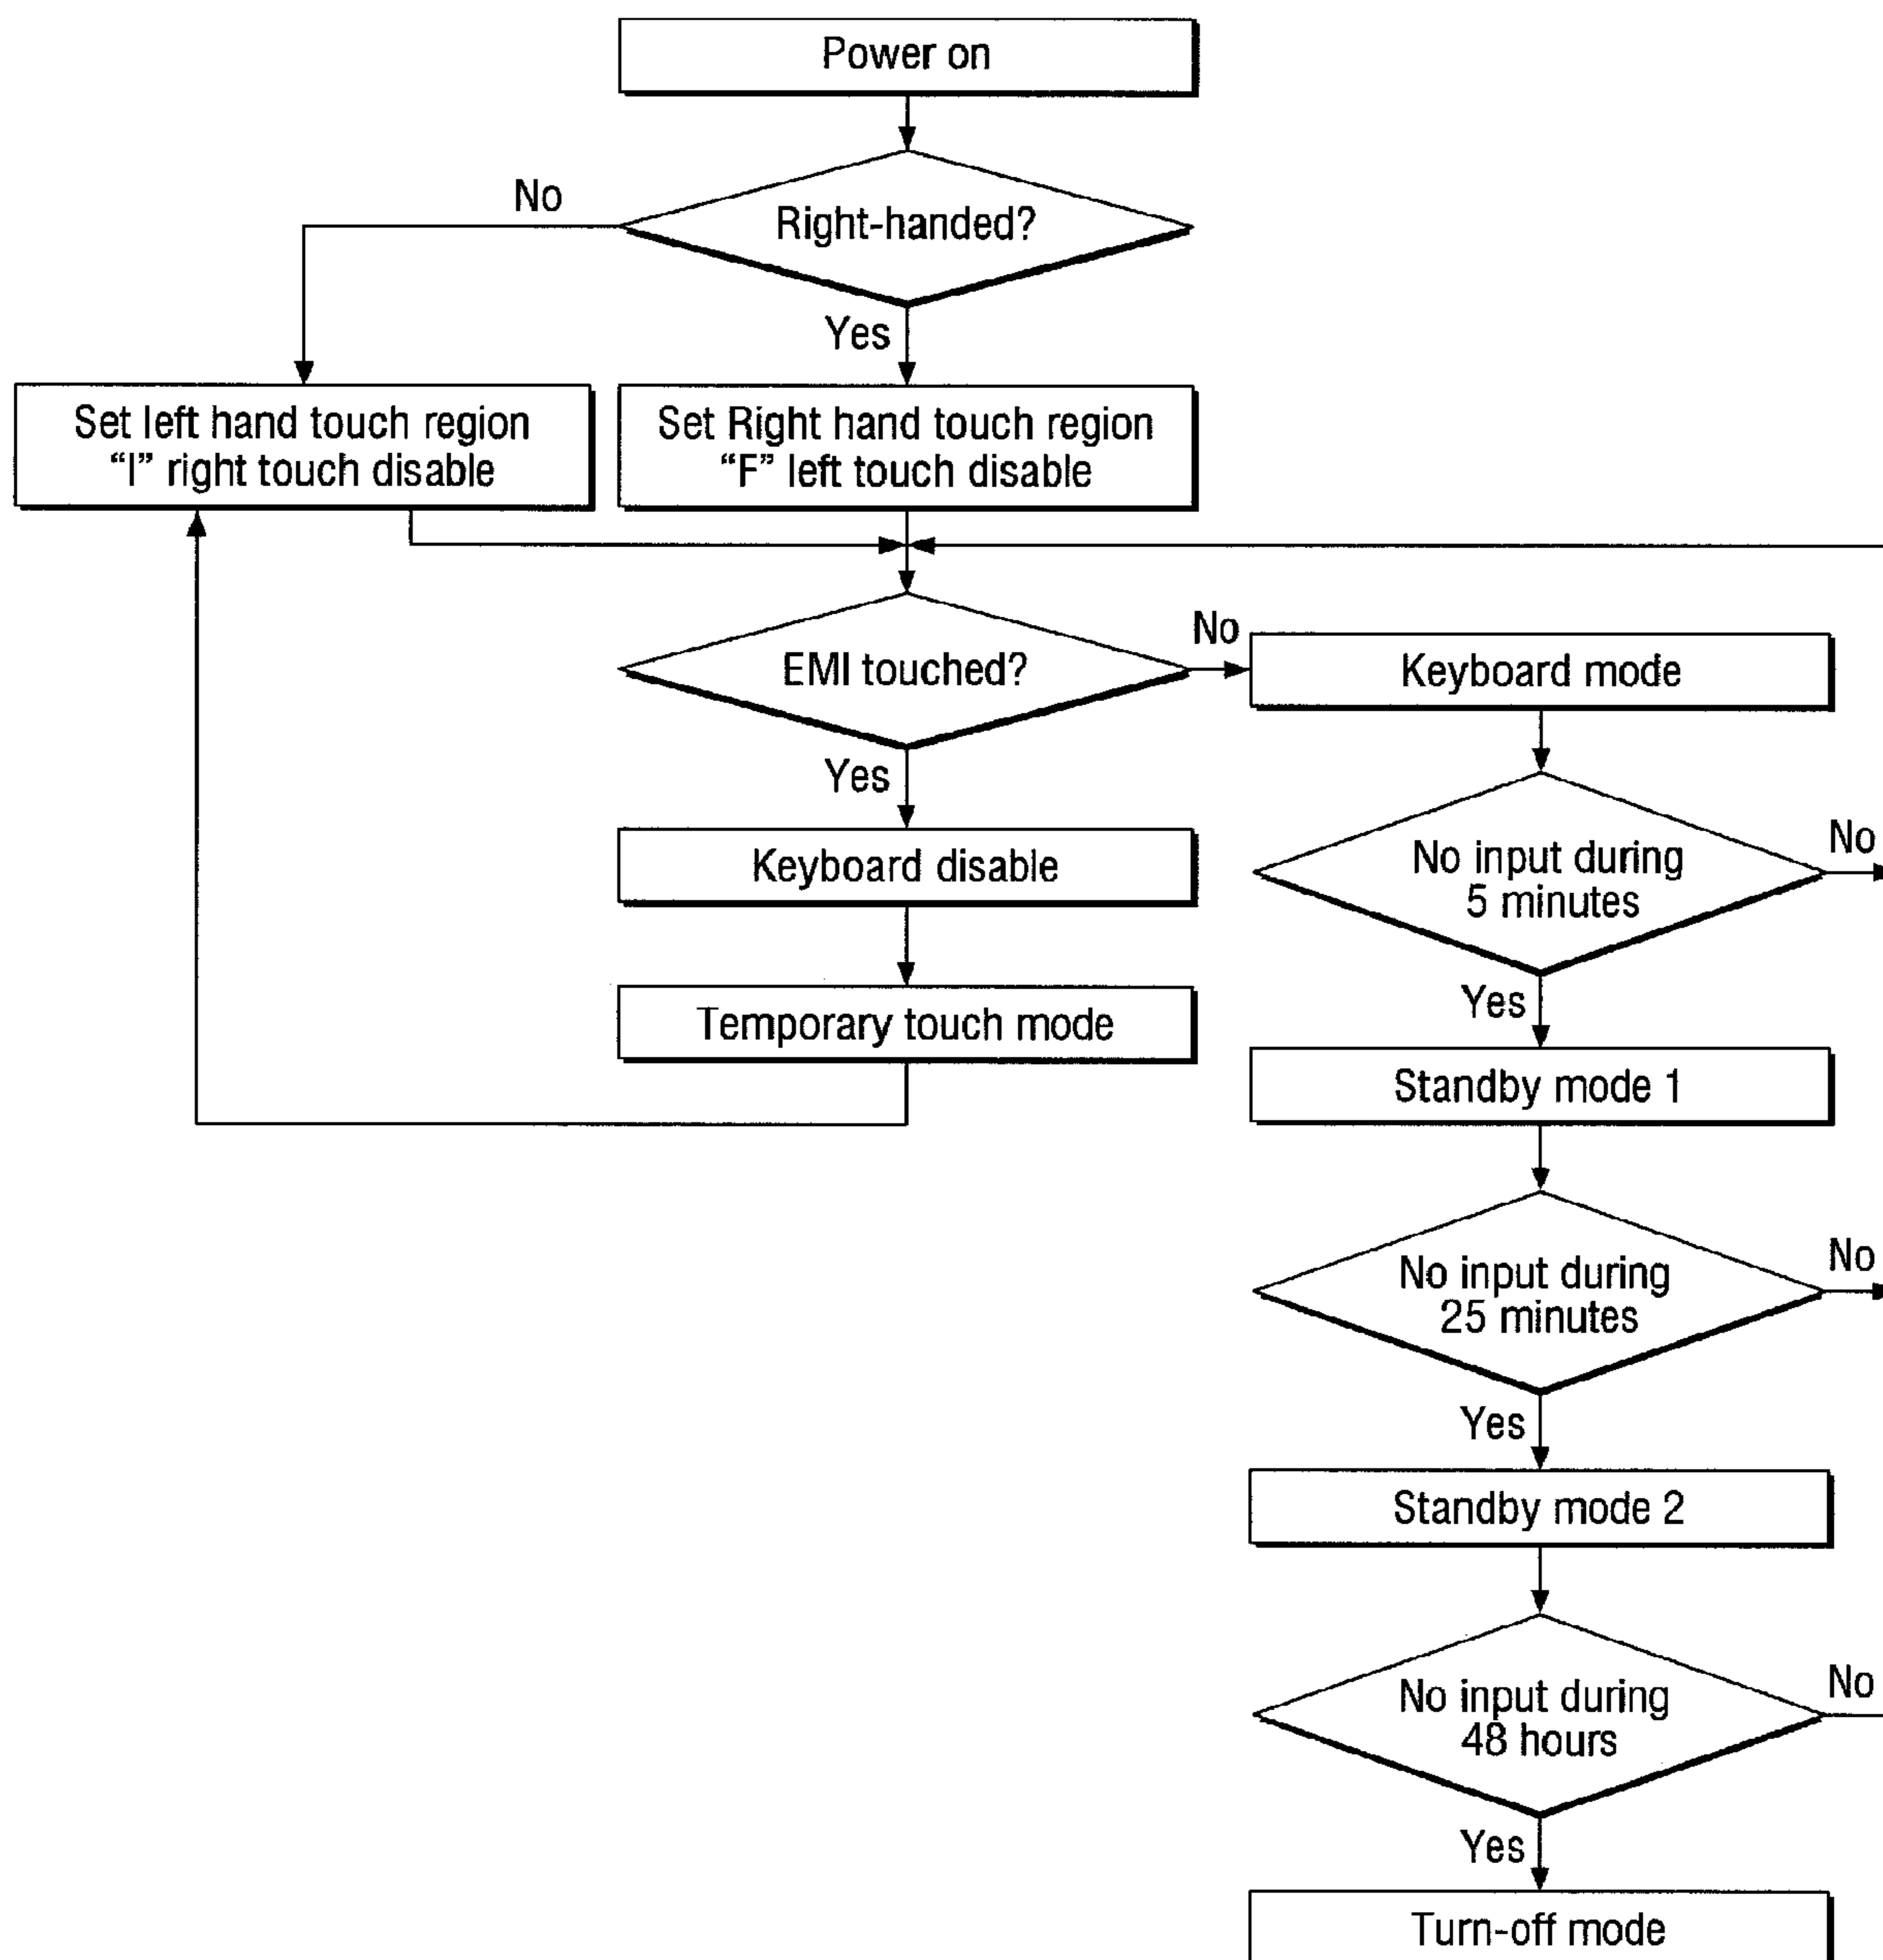 Power on
No
Right-handed?
Yes
Set left hand touch region
“I” right touch disable
Set Right hand touch region
“F” left touch disable
EMI touched?
No
Keyboard mode
Yes
Keyboard disable
No input during
5 minutes
No
Temporary touch mode
Yes
Standby mode 1
No input during
25 minutes
No
Yes
Standby mode 2
No input during
48 hours
No
Yes
Turn-off mode